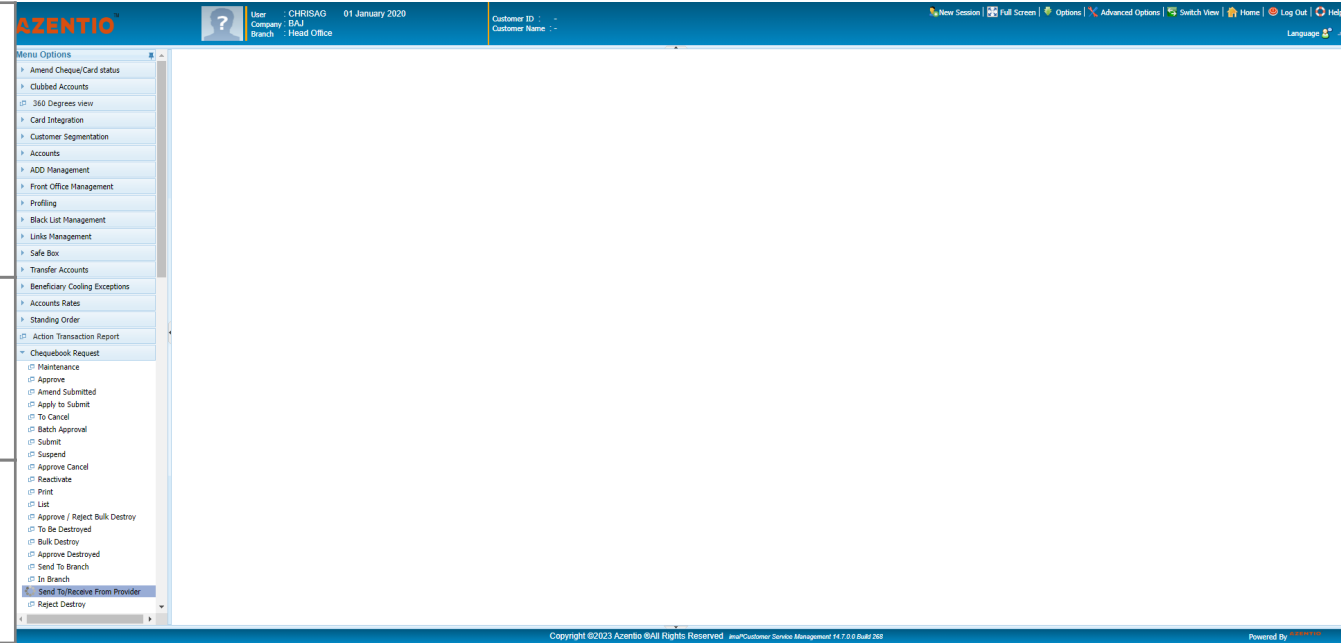 AZENTIO
User : CHRISAG 01 January 2020
Company : BAJ
Branch : Head Office
Customer ID : -
Customer Name : -
New Session | Full Screen | Options | Advanced Options | Switch View | Home | Log Out | Help
Language
Menu Options
Amend Cheque/Card status
Clubbed Accounts
360 Degrees view
Card Integration
Customer Segmentation
Accounts
ADD Management
Front Office Management
Profiling
Black List Management
Links Management
Safe Box
Transfer Accounts
Beneficiary Cooling Exceptions
Accounts Rates
Standing Order
Action Transaction Report
Chequebook Request
Maintenance
Approve
Amend Submitted
Apply to Submit
To Cancel
Batch Approval
Submit
Suspend
Approve Cancel
Reactivate
Print
List
Approve / Reject Bulk Destroy
To Be Destroyed
Bulk Destroy
Approve Destroyed
Send To Branch
In Branch
Send To/Receive From Provider
Reject Destroy
Copyright ©2023 Azentio ®All Rights Reserved imal®Customer Service Management 14.7.0.0 Build 268
Powered By AZENTIO